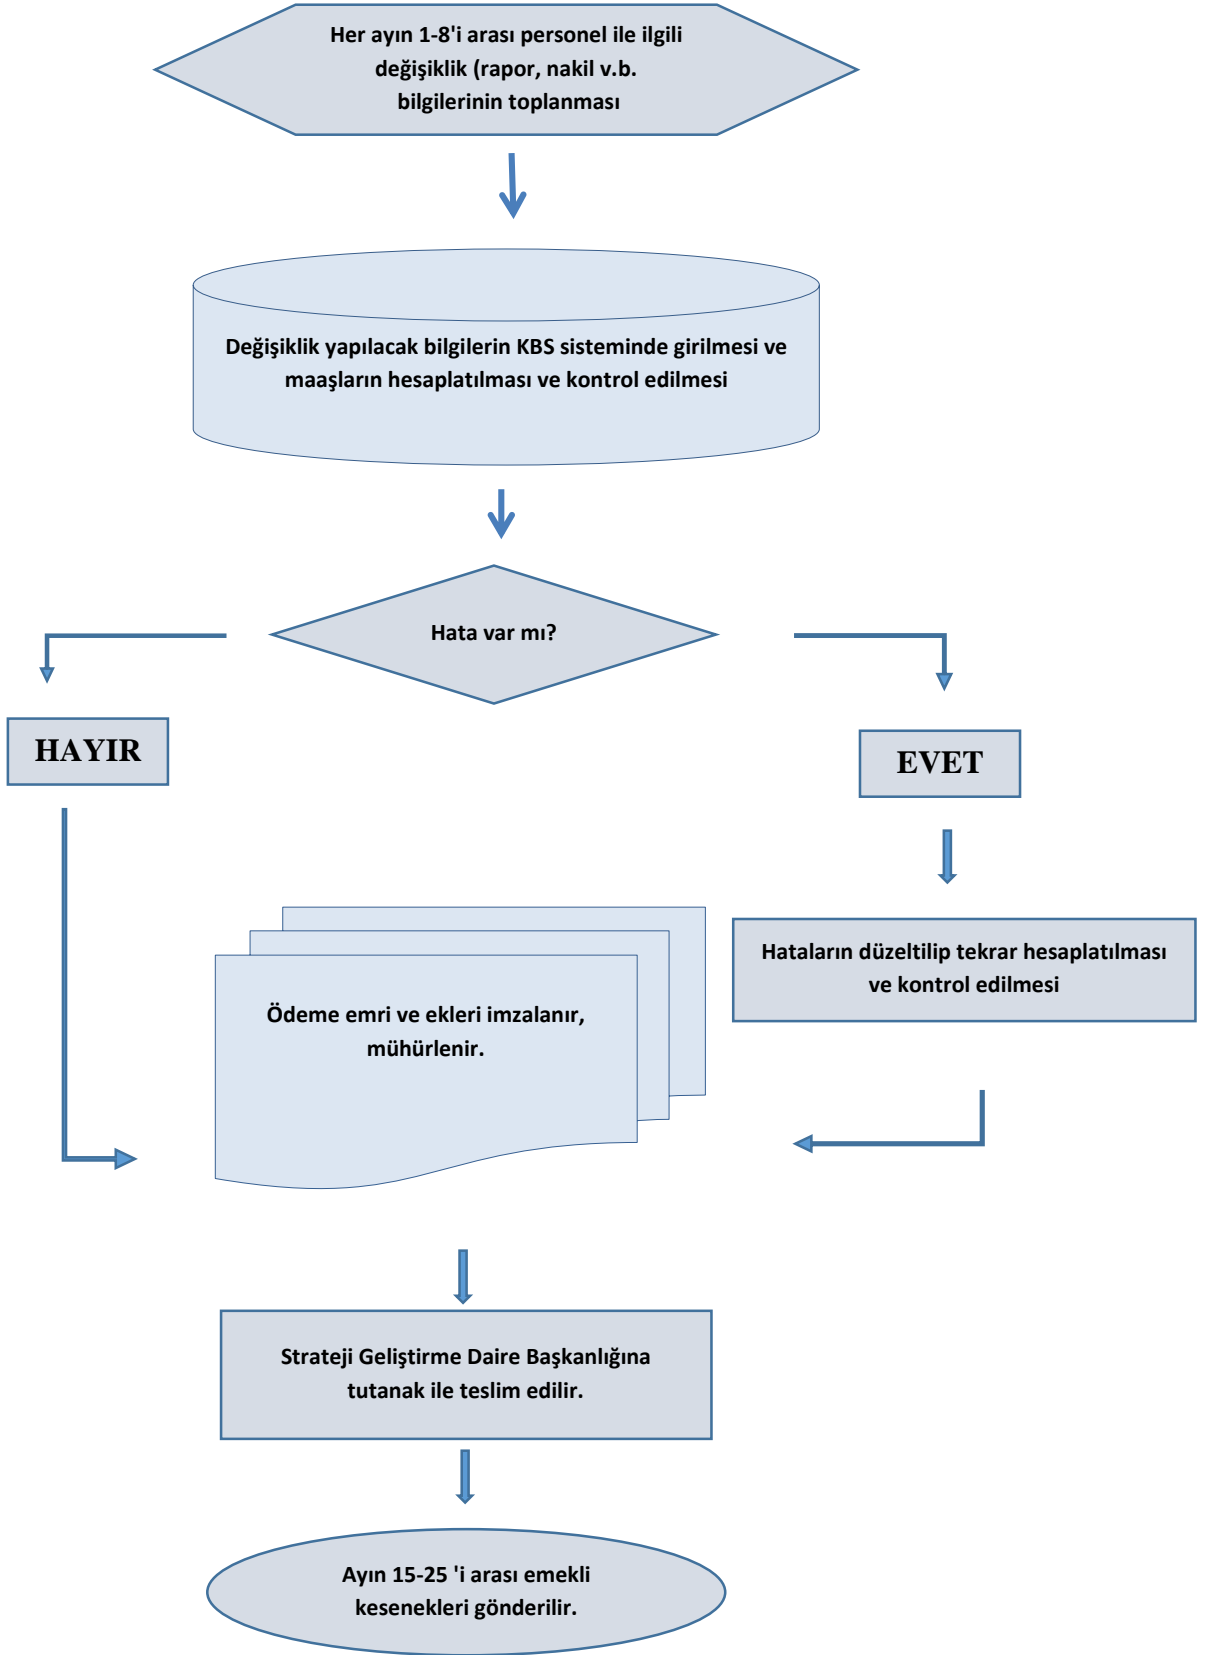 Her ayın 1-8'i arası personel ile ilgili
değişiklik (rapor, nakil v.b.
bilgilerinin toplanması
Değişiklik yapılacak bilgilerin KBS sisteminde girilmesi ve
maaşların hesaplatılması ve kontrol edilmesi
Hata var mı?
HAYIR
EVET
Hataların düzeltilip tekrar hesaplatılması
ve kontrol edilmesi
Ödeme emri ve ekleri imzalanır,
mühürlenir.
Strateji Geliştirme Daire Başkanlığına
tutanak ile teslim edilir.
Ayın 15-25 'i arası emekli
kesenekleri gönderilir.